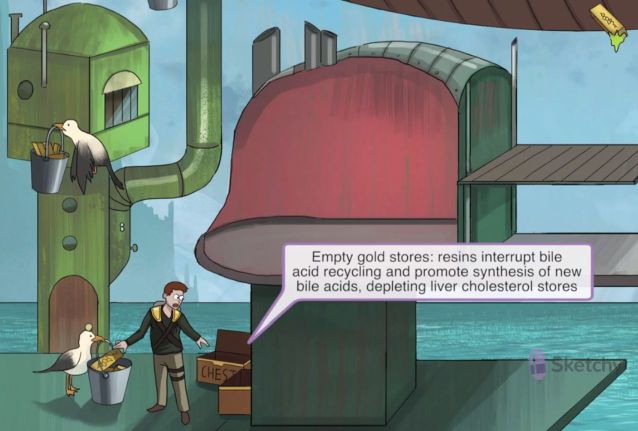 Empty gold stores: resins interrupt bile
acid recycling and promote synthesis of new
bile acids, depleting liver cholesterol stores
CHEST
Sketchy